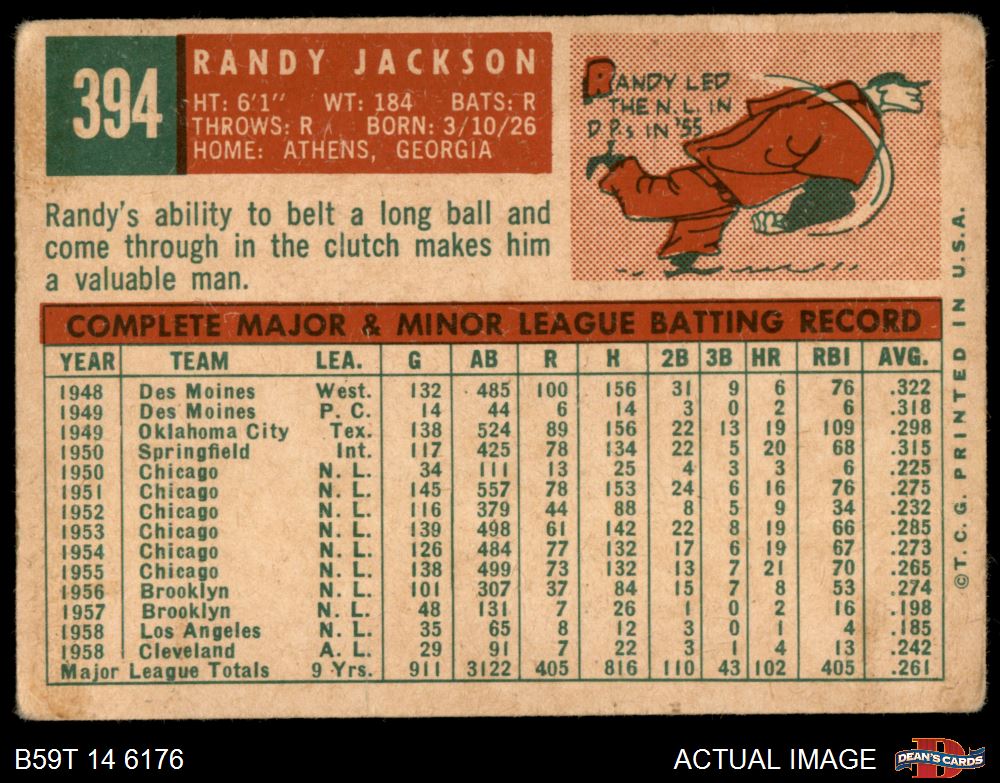 394
RANDY JACKSON
HT: 6'1" WT: 184 BATS: R
THROWS: R BORN: 3/10/26
HOME: ATHENS, GEORGIA
RANDY LED
THE N.L. IN
D.P.s IN '55
Randy's ability to belt a long ball and
come through in the clutch makes him
a valuable man.
COMPLETE MAJOR & MINOR LEAGUE BATTING RECORD
YEAR TEAM LEA. G AB R H 2B 3B HR RBI AVG.
1948 Des Moines West. 132 485 100 156 31 9 6 76 .322
1949 Des Moines P. C. 14 44 6 14 3 0 2 6 .318
1949 Oklahoma City Tex. 138 524 89 156 22 13 19 109 .298
1950 Springfield Int. 117 425 78 134 22 5 20 68 .315
1950 Chicago N. L. 34 111 13 25 4 3 3 6 .225
1951 Chicago N. L. 145 557 78 153 24 6 16 76 .275
1952 Chicago N. L. 116 379 44 88 8 5 9 34 .232
1953 Chicago N. L. 139 498 61 142 22 8 19 66 .285
1954 Chicago N. L. 126 484 77 132 17 6 19 67 .273
1955 Chicago N. L. 138 499 73 132 13 7 21 70 .265
1956 Brooklyn N. L. 101 307 37 84 15 7 8 53 .274
1957 Brooklyn N. L. 48 131 7 26 1 0 2 16 .198
1958 Los Angeles N. L. 35 65 8 12 3 0 1 4 .185
1958 Cleveland A. L. 29 91 7 22 3 1 4 13 .242
Major League Totals 9 Yrs. 911 3122 405 816 110 43 102 405 .261
©T. C. G. PRINTED IN U.S.A.
B59T 14 6176
ACTUAL IMAGE
DEAN'S CARDS